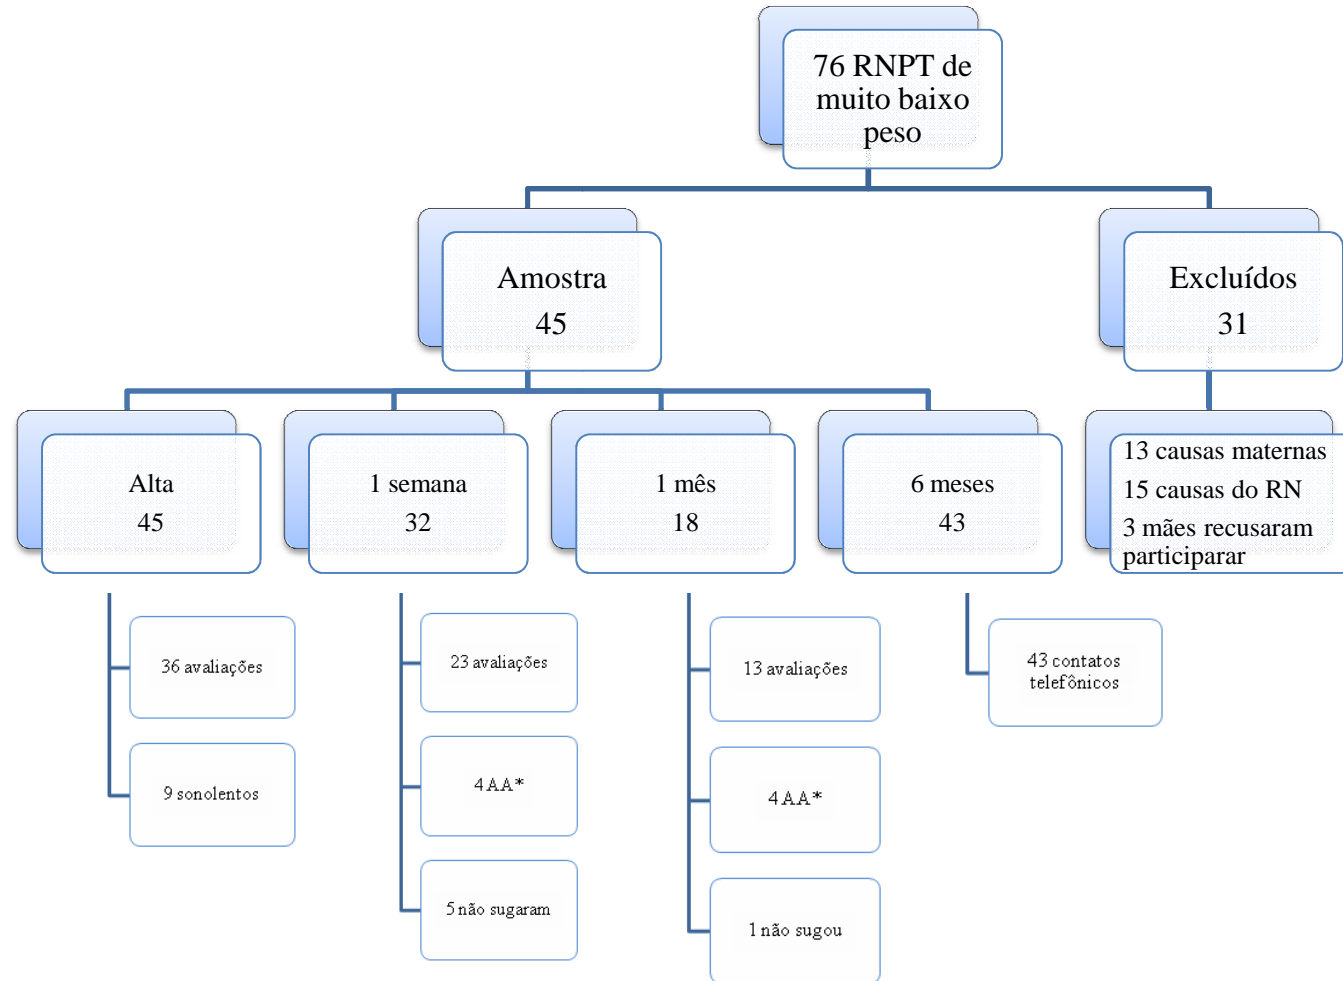 76 RNPT de
muito baixo
peso
Amostra
45
Excluídos
31
Alta
45
1 semana
32
1 mês
18
6 meses
43
13 causas maternas
15 causas do RN
3 mães recusaram
participarar
36 avaliações
9 sonolentos
23 avaliações
4 AA*
5 não sugaram
13 avaliações
4 AA*
1 não sugou
43 contatos
telefônicos